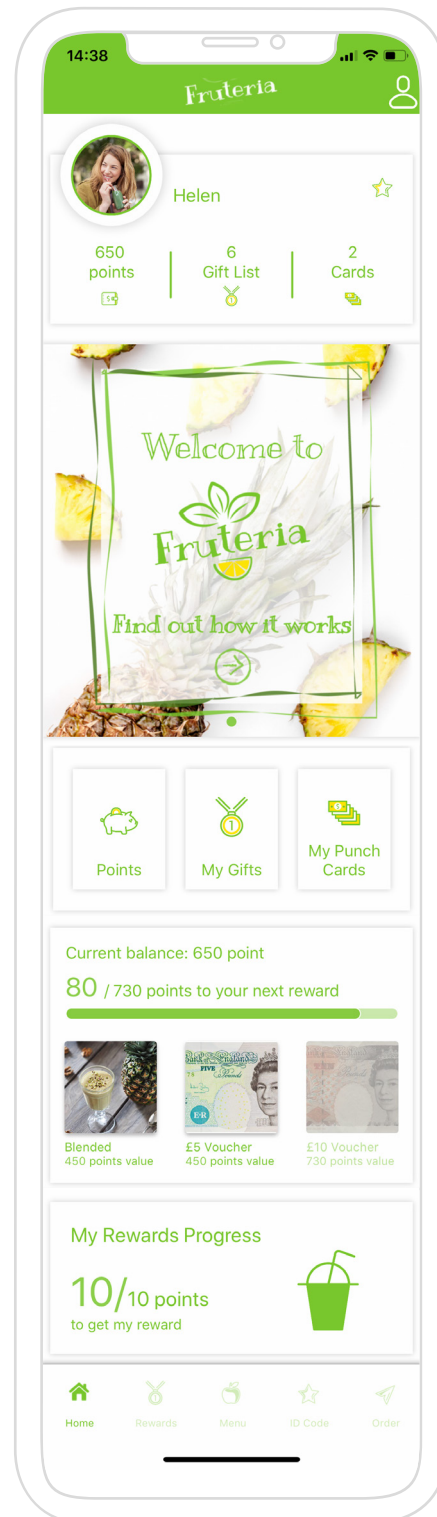 14:38
Fruteria
Helen
650
points
6
Gift List
2
Cards
Welcome to
Fruteria
Find out how it works
Points
My Gifts
My Punch
Cards
Current balance: 650 point
80 / 730 points to your next reward
FIVE
Pounds
E·R
Blended
450 points value
£5 Voucher
450 points value
£10 Voucher
730 points value
My Rewards Progress
10/10 points
to get my reward
Home
Rewards
Menu
ID Code
Order